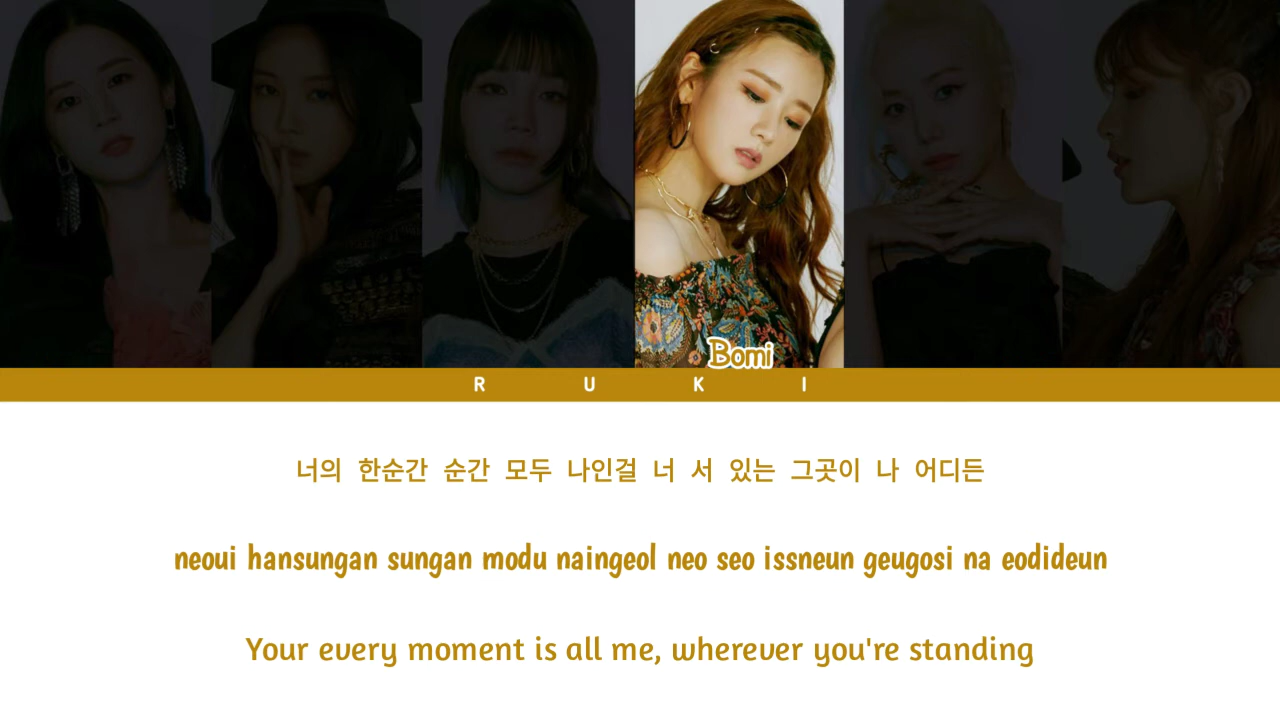 Bomi
R U K I
너의 한순간 순간 모두 나인걸 너 서 있는 그곳이 나 어디든
neoui hansungan sungan modu naingeol neo seo issneun geugosi na eodideun
Your every moment is all me, wherever you're standing